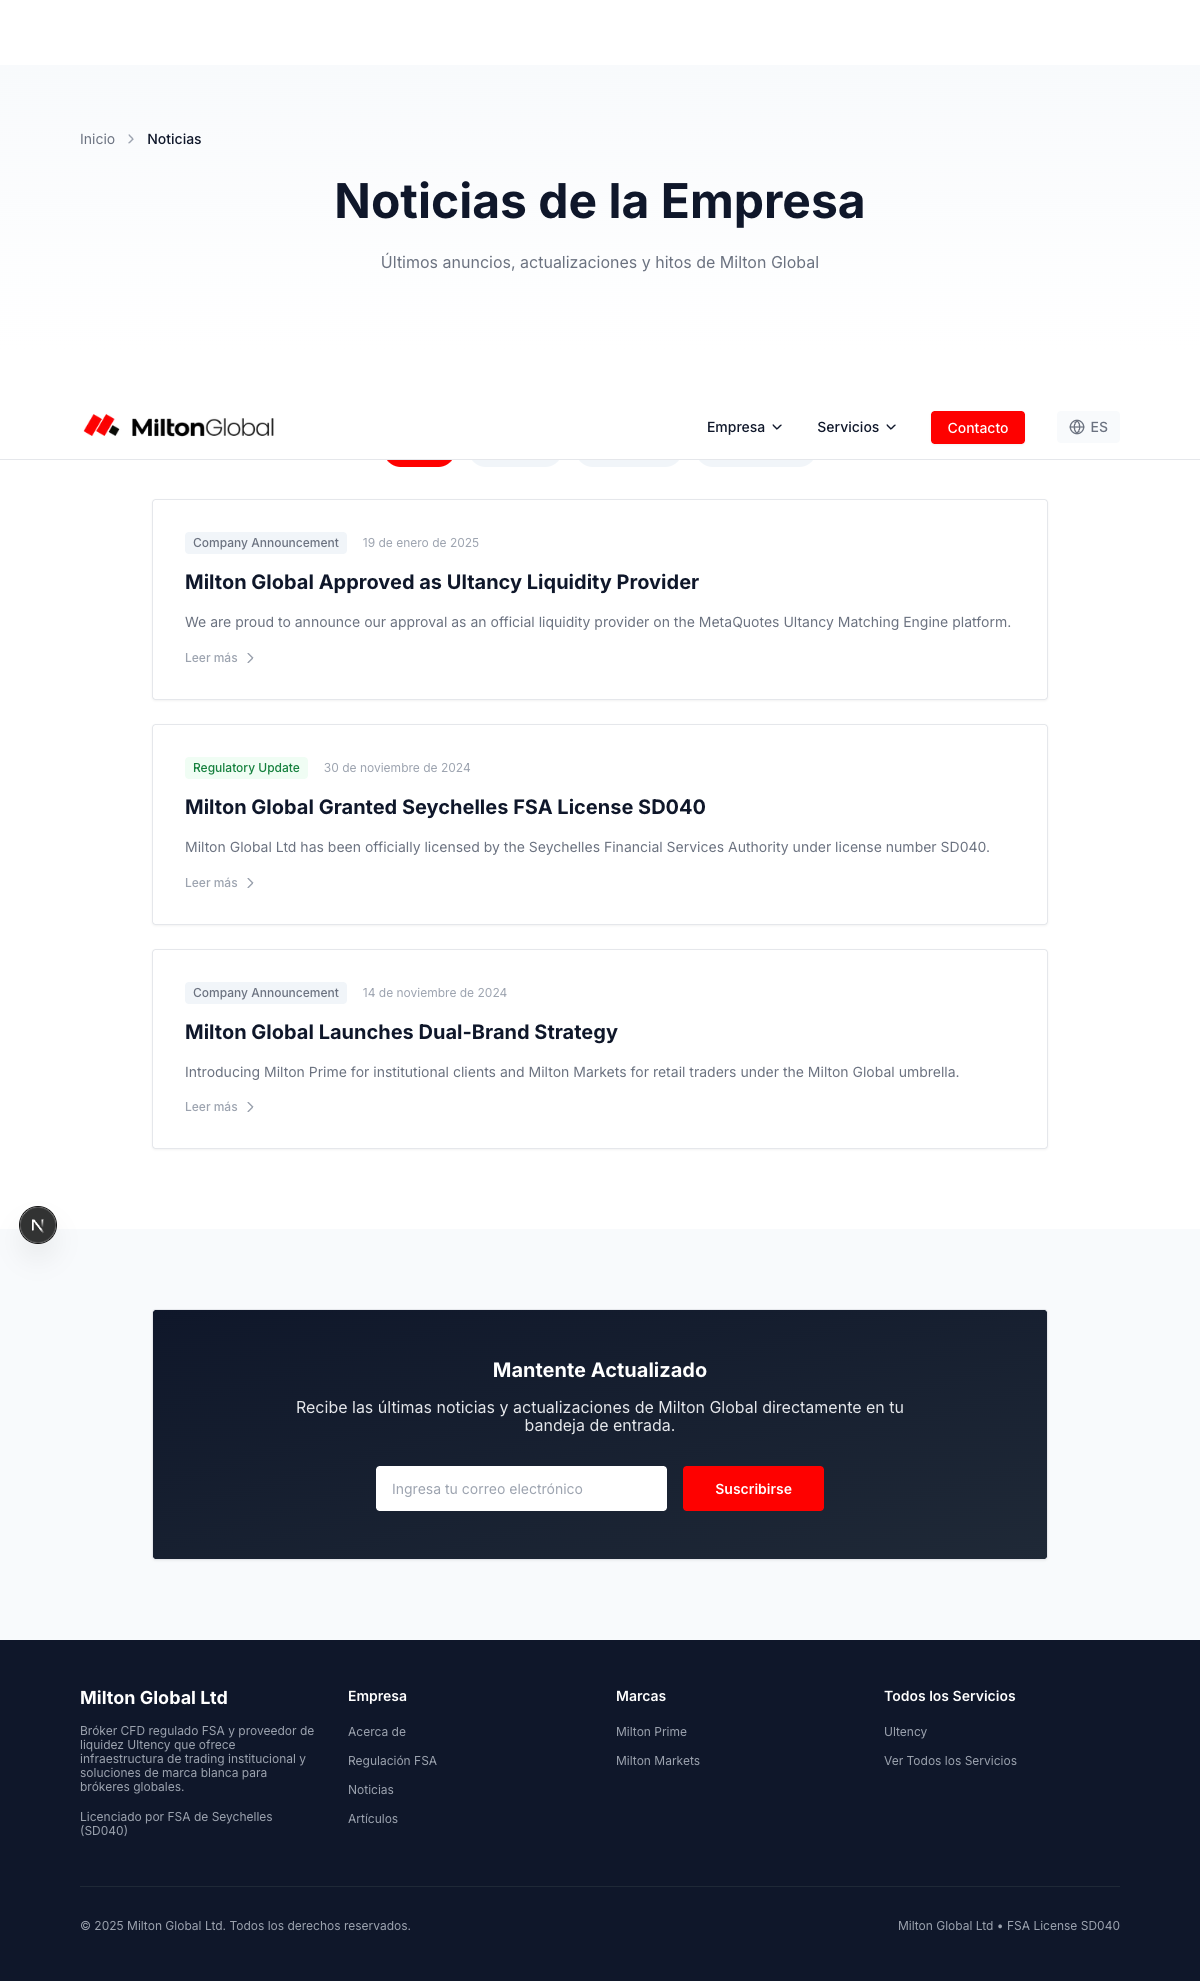 Inicio
Noticias
Noticias de la Empresa
Últimos anuncios, actualizaciones y hitos de Milton Global
MiltonGlobal
Empresa
Servicios
Contacto
ES
Company Announcement
19 de enero de 2025
Milton Global Approved as Ultancy Liquidity Provider
We are proud to announce our approval as an official liquidity provider on the MetaQuotes Ultancy Matching Engine platform.
Leer más
Regulatory Update
30 de noviembre de 2024
Milton Global Granted Seychelles FSA License SD040
Milton Global Ltd has been officially licensed by the Seychelles Financial Services Authority under license number SD040.
Leer más
Company Announcement
14 de noviembre de 2024
Milton Global Launches Dual-Brand Strategy
Introducing Milton Prime for institutional clients and Milton Markets for retail traders under the Milton Global umbrella.
Leer más
N
Mantente Actualizado
Recibe las últimas noticias y actualizaciones de Milton Global directamente en tu
bandeja de entrada.
Ingresa tu correo electrónico
Suscribirse
Milton Global Ltd
Bróker CFD regulado FSA y proveedor de
liquidez Ultency que ofrece
infraestructura de trading institucional y
soluciones de marca blanca para
brókeres globales.
Licenciado por FSA de Seychelles
(SD040)
Empresa
Acerca de
Regulación FSA
Noticias
Artículos
Marcas
Milton Prime
Milton Markets
Todos los Servicios
Ultency
Ver Todos los Servicios
© 2025 Milton Global Ltd. Todos los derechos reservados.
Milton Global Ltd • FSA License SD040